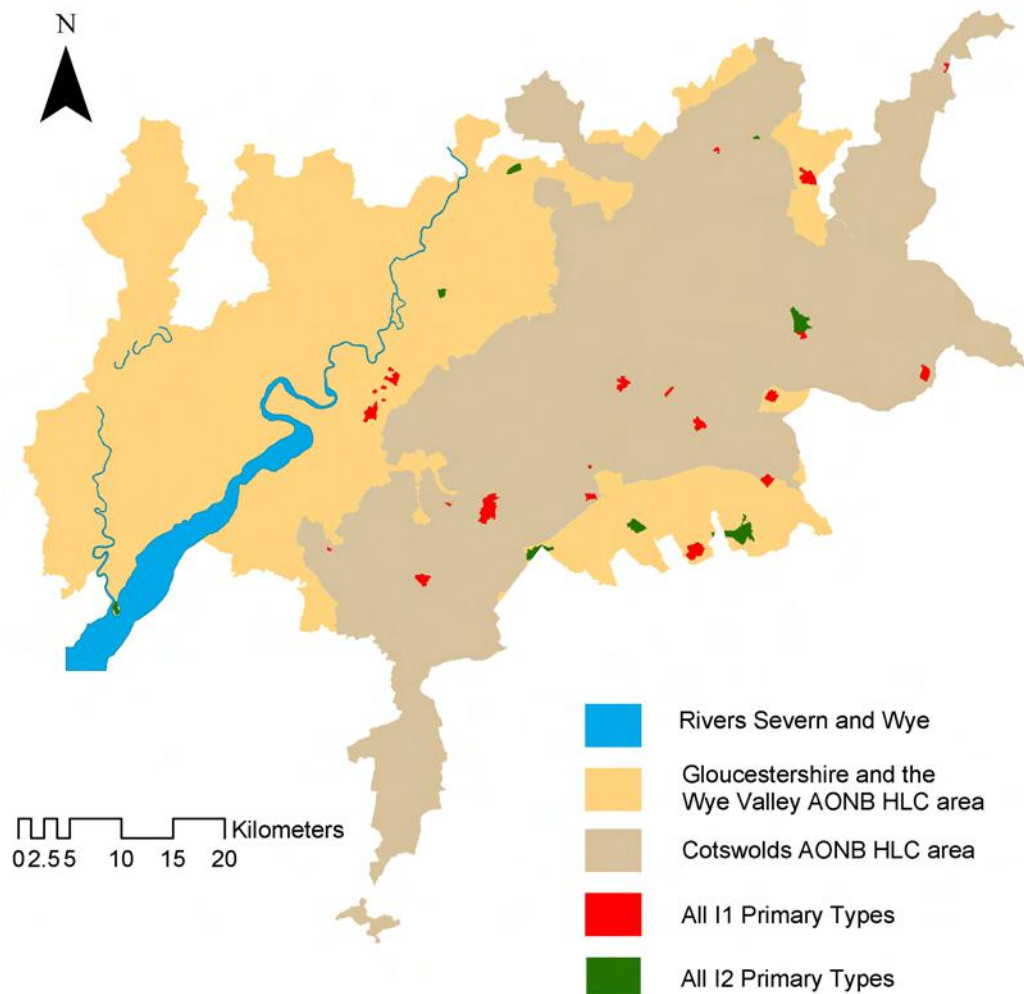 N
Rivers Severn and Wye
Gloucestershire and the
Wye Valley AONB HLC area
Cotswolds AONB HLC area
All I1 Primary Types
All I2 Primary Types
Kilometers
02.55 10 15 20